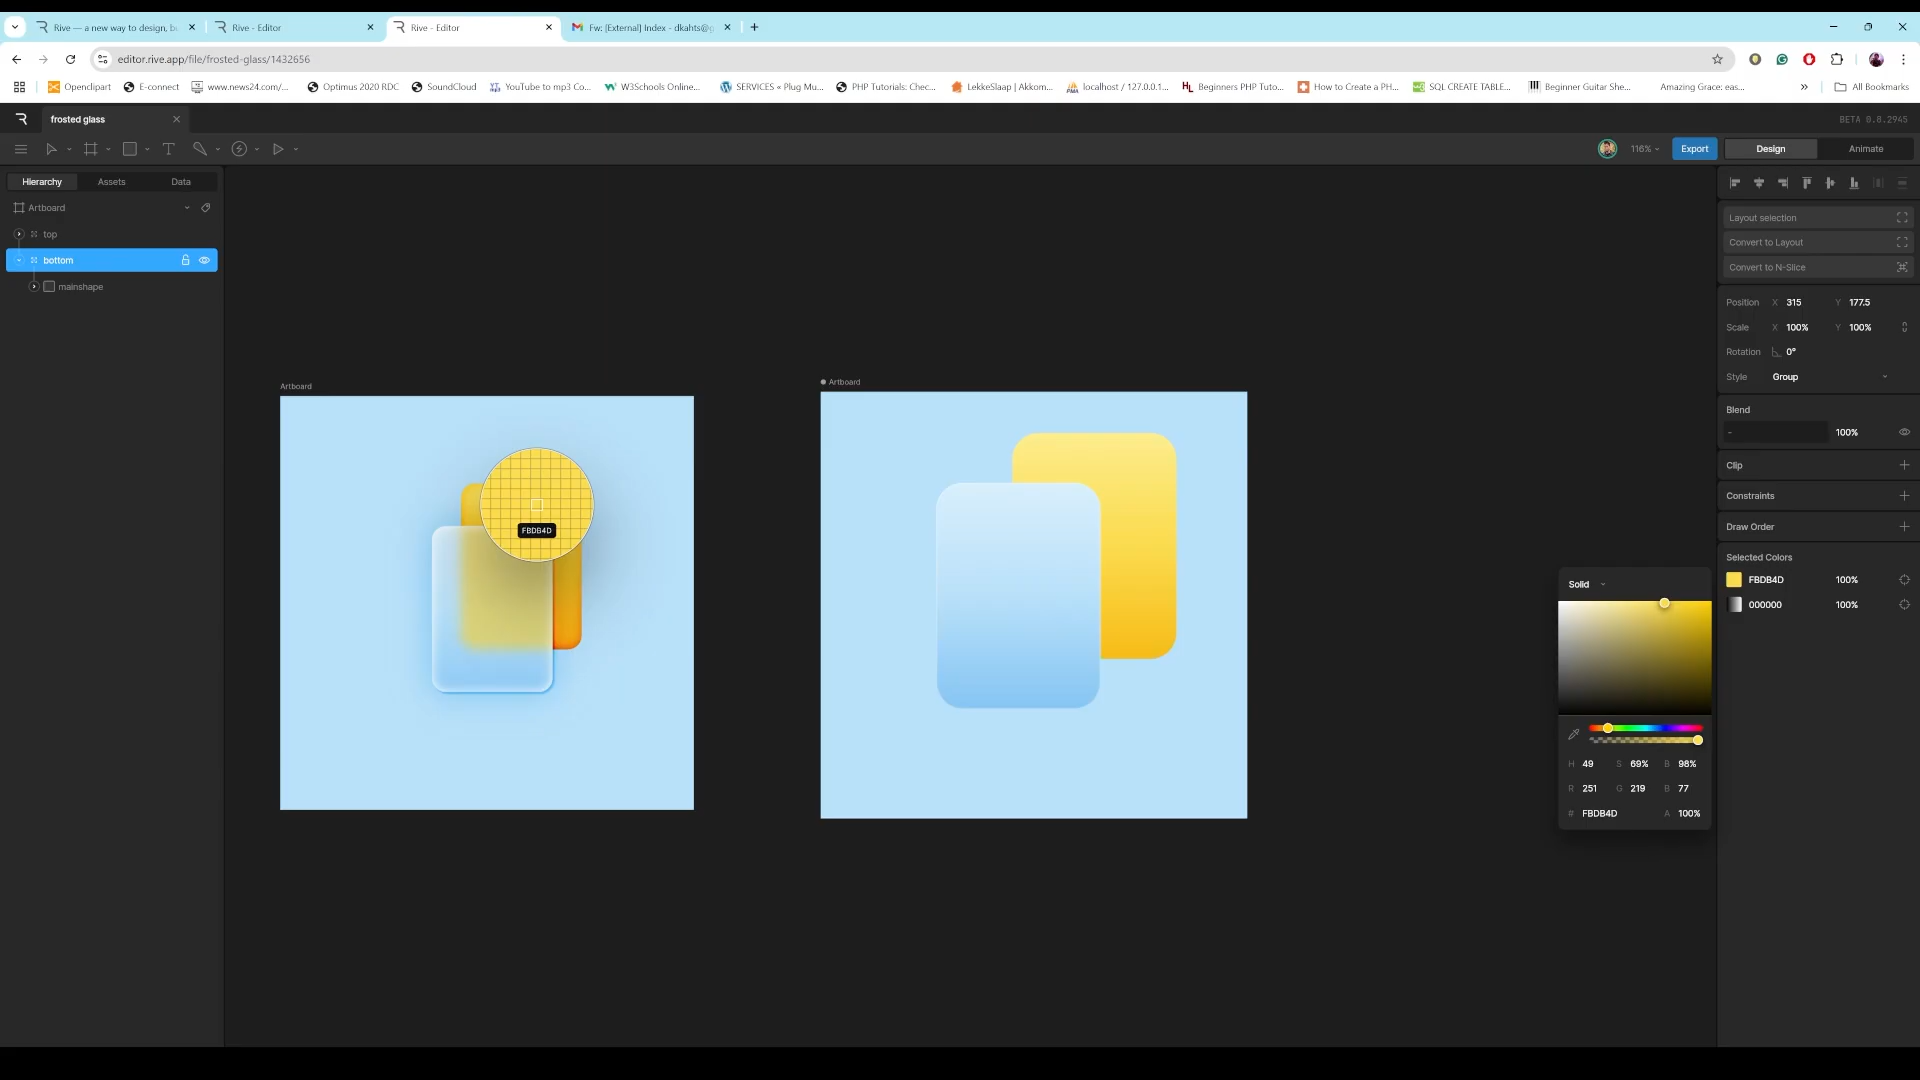 Rive — a new way to design, bu
Rive - Editor
Rive - Editor
Fw: [External] Index - dkahts@g
editor.rive.app/file/frosted-glass/1432656
Openclipart
E-connect
www.news24.com/...
Optimus 2020 RDC
SoundCloud
YouTube to mp3 Co...
W3Schools Online...
SERVICES « Plug Mu...
PHP Tutorials: Chec...
LekkeSlaap | Akkom...
localhost / 127.0.0.1...
Beginners PHP Tuto...
How to Create a PH...
SQL CREATE TABLE...
Beginner Guitar She...
Amazing Grace: eas...
All Bookmarks
frosted glass
BETA 0.8.2945
116%
Export
Design
Animate
Hierarchy
Assets
Data
Artboard
top
bottom
mainshape
Artboard
Artboard
FBDB4D
Layout selection
Convert to Layout
Convert to N-Slice
Position X 315 Y 177.5
Scale X 100% Y 100%
Rotation 0°
Style Group
Blend
- 100%
Clip
Constraints
Draw Order
Selected Colors
FBDB4D 100%
000000 100%
Solid
H 49 S 69% B 98%
R 251 G 219 B 77
# FBDB4D A 100%